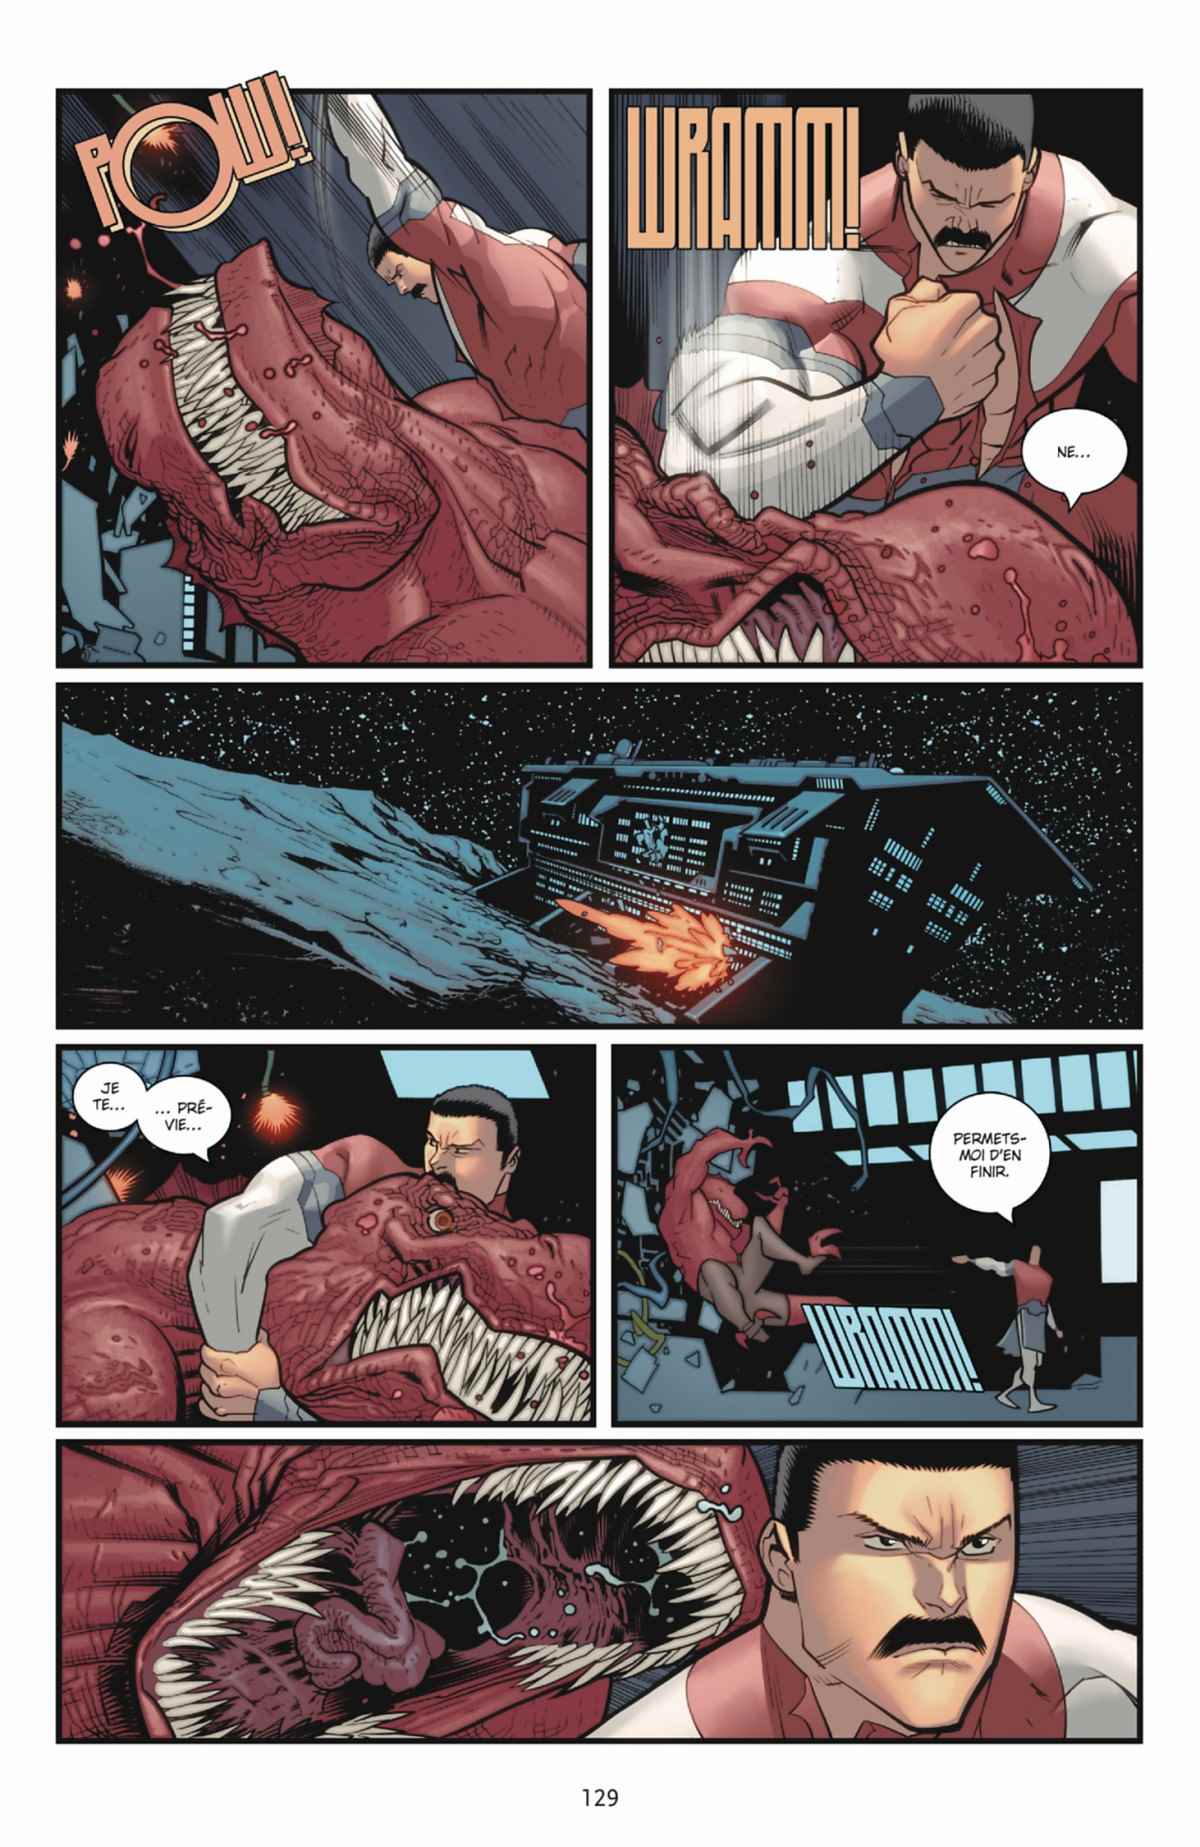 POW!
WRAMM!
NE...
JE
TE...
... PRÉ-
VIE...
PERMETS-
MOI D'EN
FINIR.
WRAMM!
129